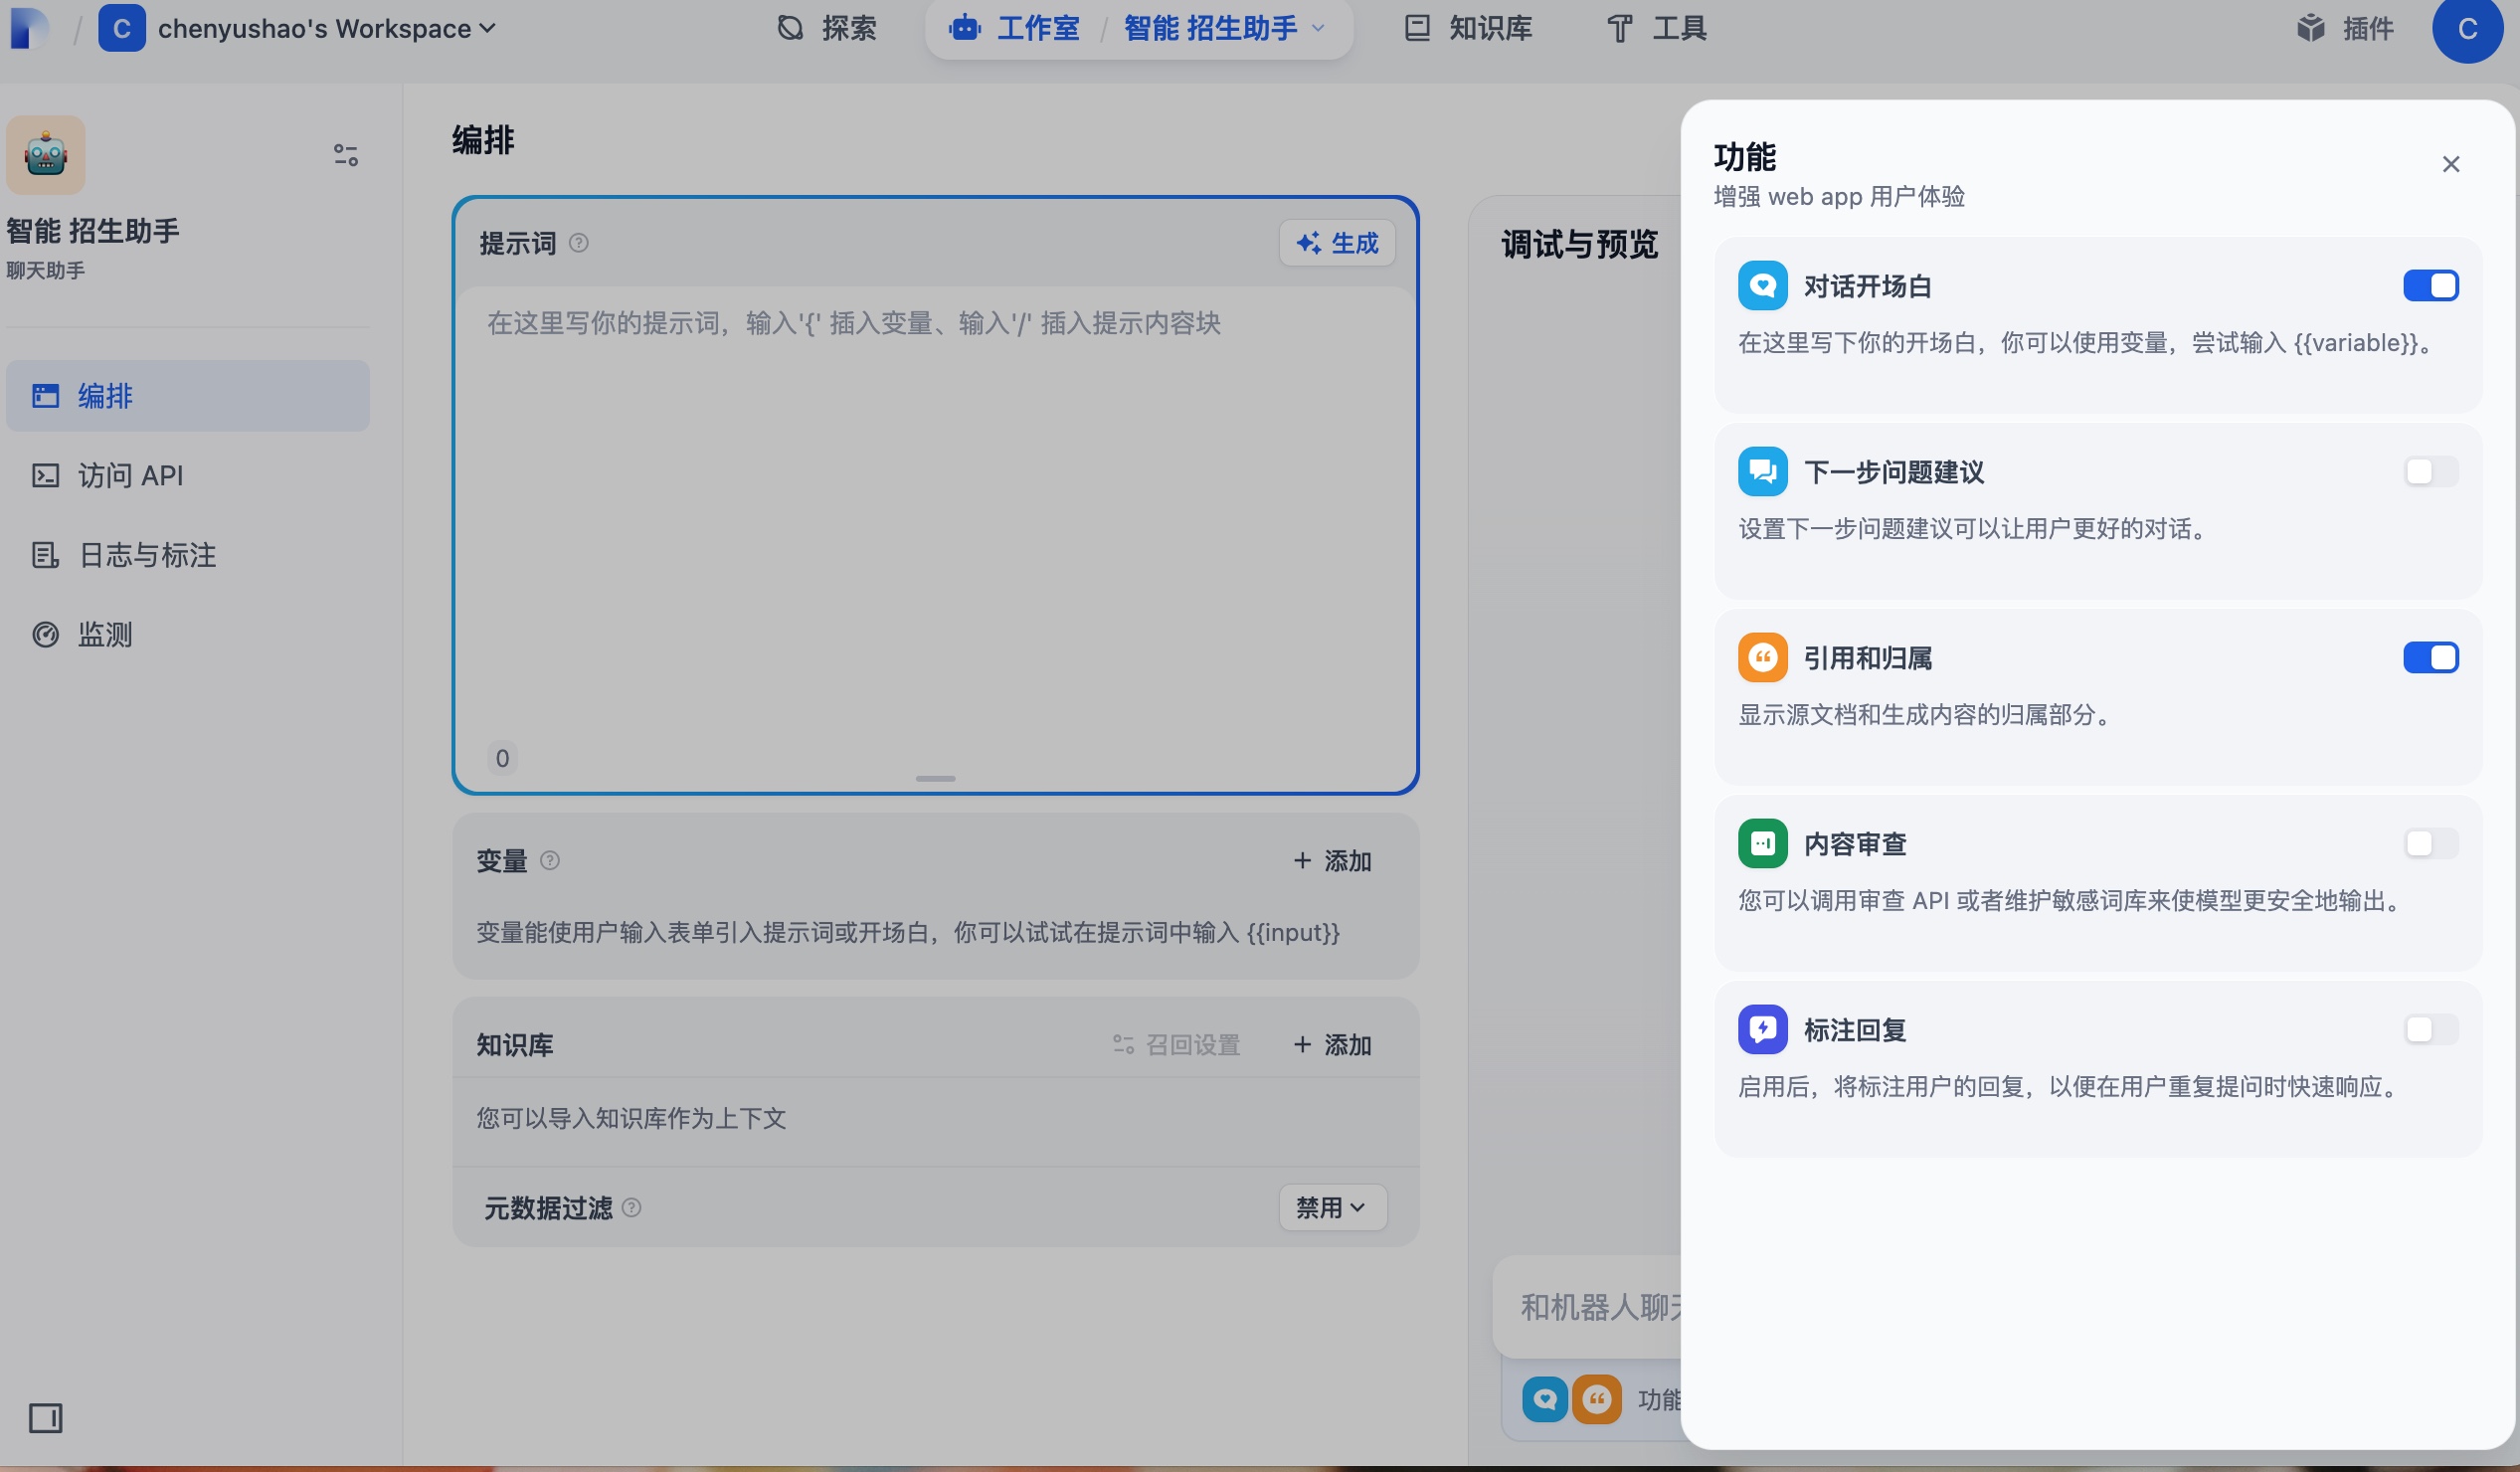 / C chenyushao's Workspace
探索
工作室 / 智能 招生助手
知识库
工具
插件
C
智能 招生助手
聊天助手
编排
访问 API
日志与标注
监测
编排
提示词
生成
在这里写你的提示词，输入'{' 插入变量、输入'/' 插入提示内容块
0
变量
+ 添加
变量能使用户输入表单引入提示词或开场白，你可以试试在提示词中输入 {{input}}
知识库
召回设置
+ 添加
您可以导入知识库作为上下文
元数据过滤
禁用
调试与预览
和机器人聊天
功能
功能
增强 web app 用户体验
对话开场白
在这里写下你的开场白，你可以使用变量，尝试输入 {{variable}}。
下一步问题建议
设置下一步问题建议可以让用户更好的对话。
引用和归属
显示源文档和生成内容的归属部分。
内容审查
您可以调用审查 API 或者维护敏感词库来使模型更安全地输出。
标注回复
启用后，将标注用户的回复，以便在用户重复提问时快速响应。